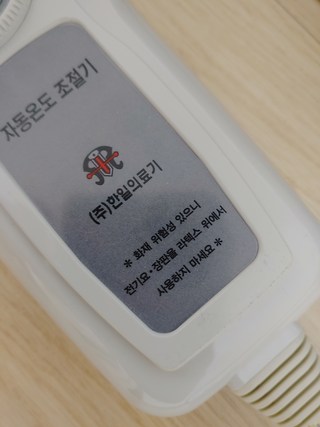 자동온도 조절기
(주)한일의료기
※ 화재 위험성 있으니
전기요·장판을 라텍스 위에서
사용하지 마세요 ※